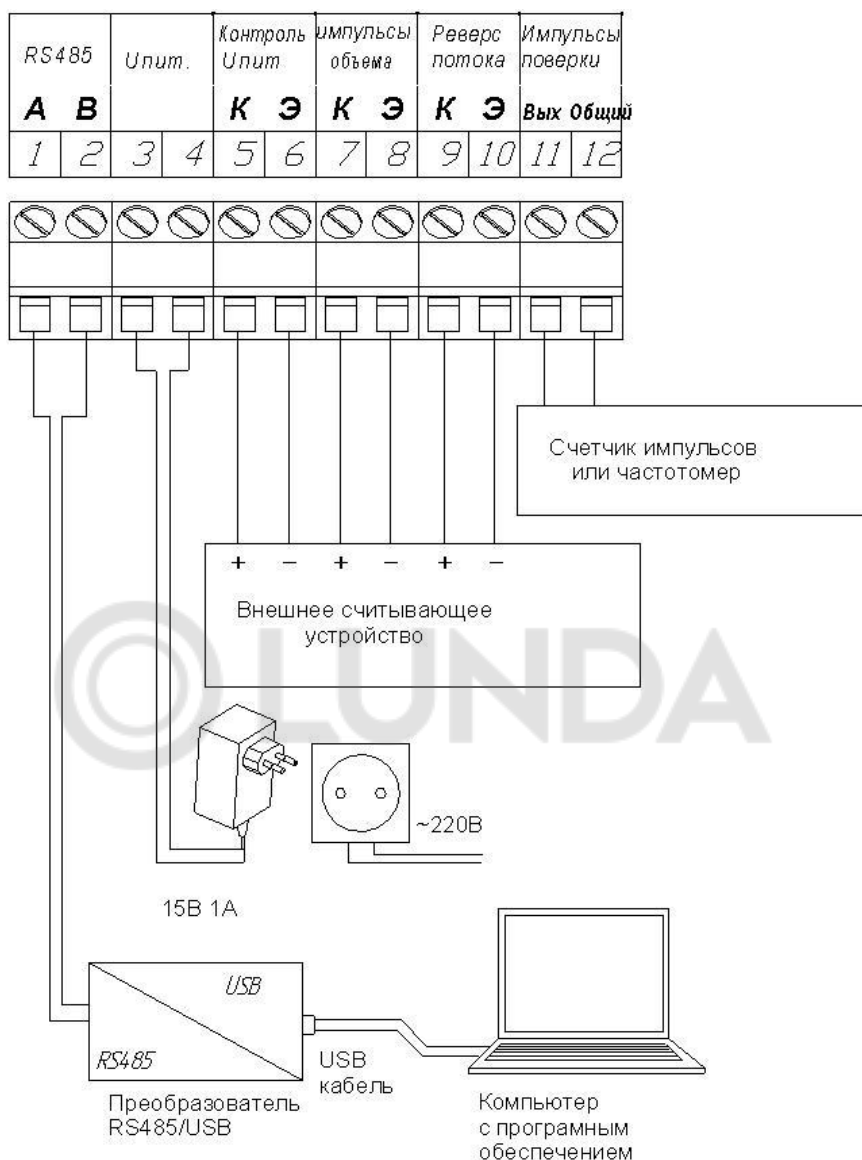 RS485
Uпит.
Контроль
Uпит
импульсы
объема
Реверс
потока
Импульсы
поверки
А В
К Э
К Э
К Э
Вых Общий
1 2 3 4 5 6 7 8 9 10 11 12
Счетчик импульсов
или частотомер
+ − + − + −
Внешнее считывающее
устройство
LUNDA
~220В
15В 1А
USB
RS485
USB
кабель
Преобразователь
RS485/USB
Компьютер
с програмным
обеспечением